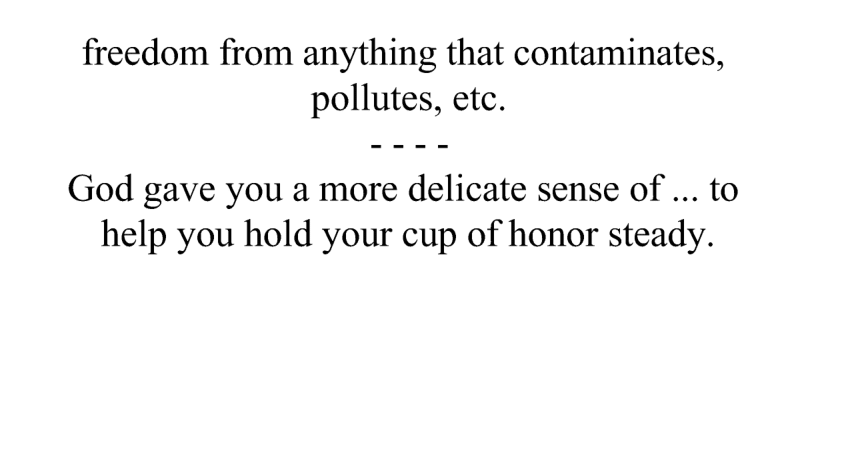 freedom from anything that contaminates,
pollutes, etc.
- - - -
God gave you a more delicate sense of ... to
help you hold your cup of honor steady.